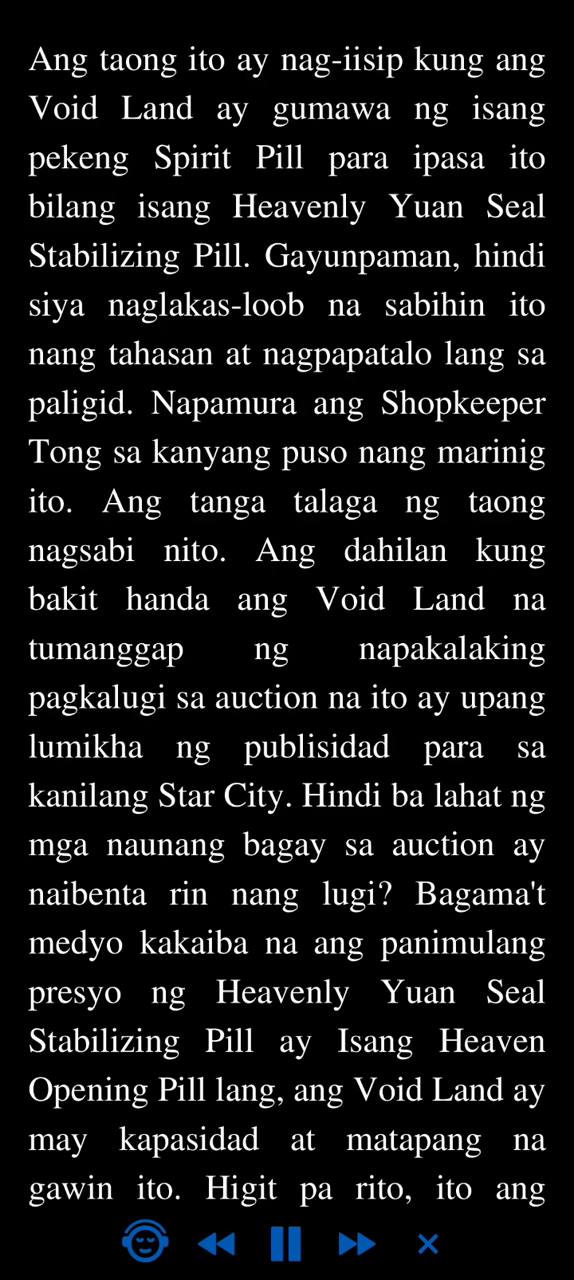 Ang taong ito ay nag-iisip kung ang
Void Land ay gumawa ng isang
pekeng Spirit Pill para ipasa ito
bilang isang Heavenly Yuan Seal
Stabilizing Pill. Gayunpaman, hindi
siya naglakas-loob na sabihin ito
nang tahasan at nagpapatalo lang sa
paligid. Napamura ang Shopkeeper
Tong sa kanyang puso nang marinig
ito. Ang tanga talaga ng taong
nagsabi nito. Ang dahilan kung
bakit handa ang Void Land na
tumanggap ng napakalaking
pagkalugi sa auction na ito ay upang
lumikha ng publisidad para sa
kanilang Star City. Hindi ba lahat ng
mga naunang bagay sa auction ay
naibenta rin nang lugi? Bagama't
medyo kakaiba na ang panimulang
presyo ng Heavenly Yuan Seal
Stabilizing Pill ay Isang Heaven
Opening Pill lang, ang Void Land ay
may kapasidad at matapang na
gawin ito. Higit pa rito, ito ang